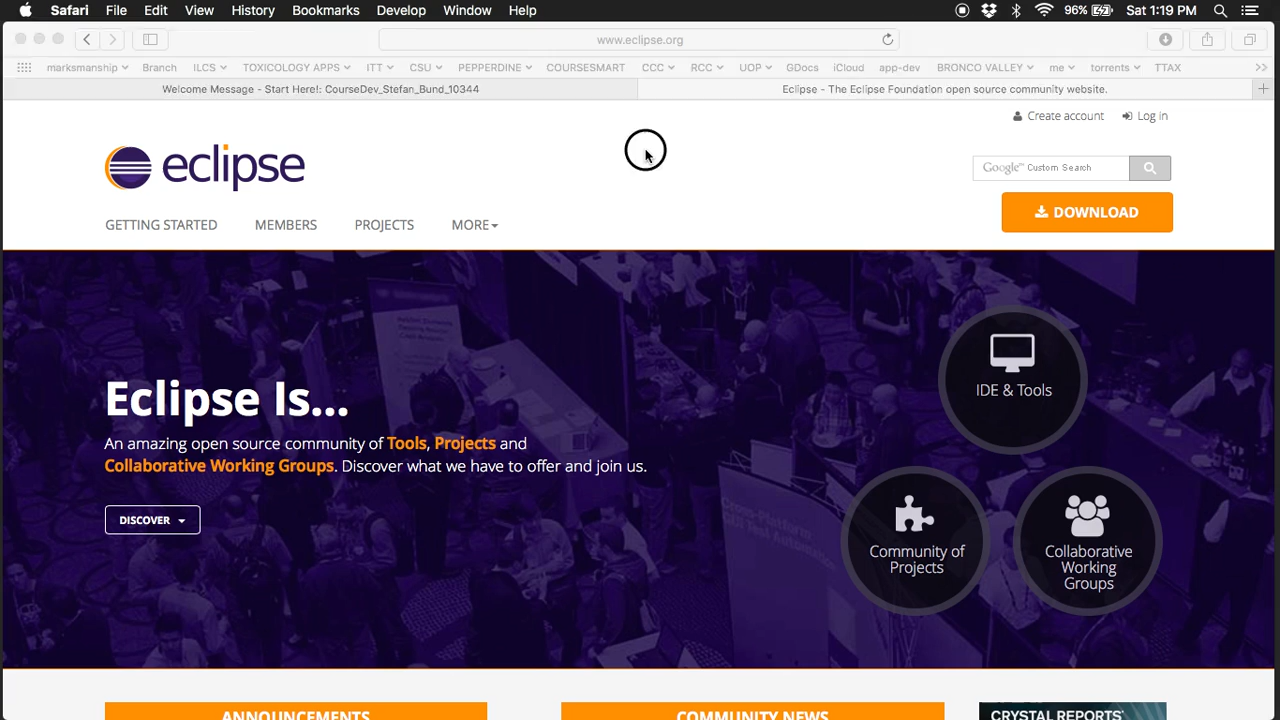 Safari File Edit View History Bookmarks Develop Window Help 96% Sat 1:19 PM
www.eclipse.org
marksmanship Branch ILCS TOXICOLOGY APPS ITT CSU PEPPERDINE COURSESMART CCC RCC UOP GDocs iCloud app-dev BRONCO VALLEY me torrents TTAX
Welcome Message - Start Here!: CourseDev_Stefan_Bund_10344 Eclipse - The Eclipse Foundation open source community website.
Create account Log in
eclipse
Google™ Custom Search
DOWNLOAD
GETTING STARTED MEMBERS PROJECTS MORE
Eclipse Is...
An amazing open source community of Tools, Projects and
Collaborative Working Groups. Discover what we have to offer and join us.
DISCOVER
IDE & Tools
Community of
Projects
Collaborative
Working
Groups
ANNOUNCEMENTS COMMUNITY NEWS CRYSTAL REPORTS